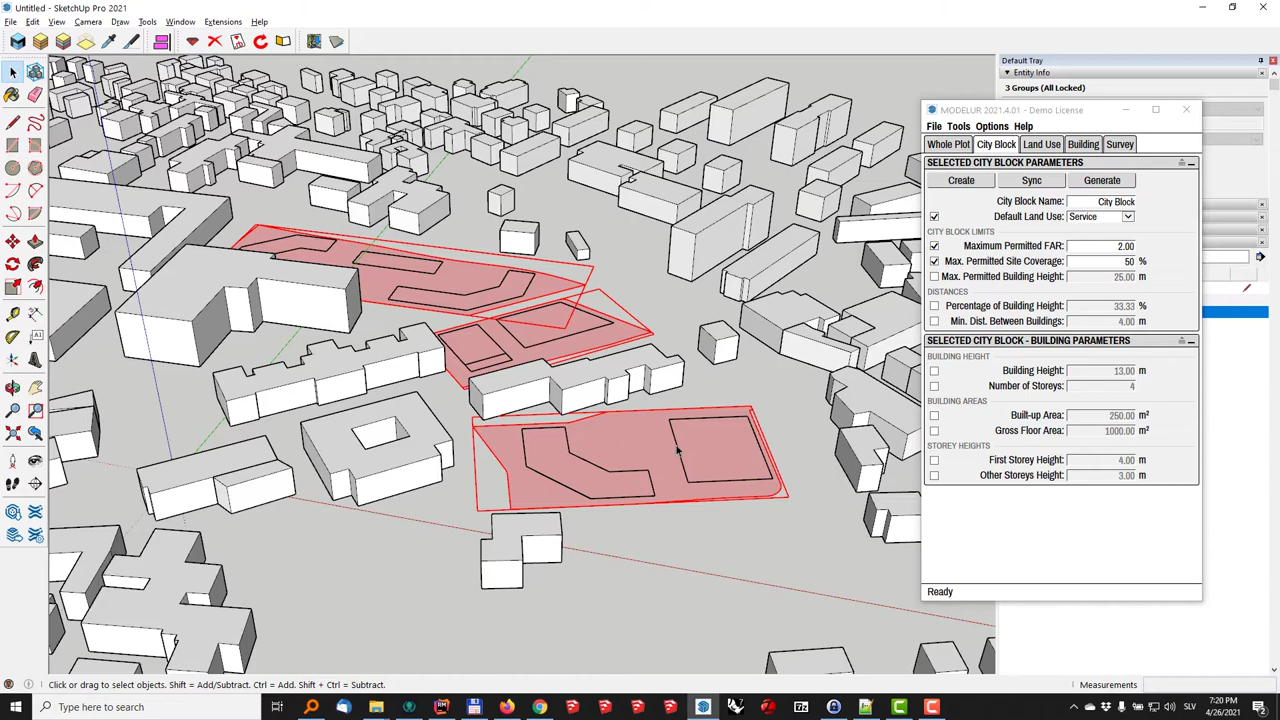 Untitled - SketchUp Pro 2021
File Edit View Camera Draw Tools Window Extensions Help
Default Tray
Entity Info
3 Groups (All Locked)
MODELUR 2021.4.01 - Demo License
File Tools Options Help
Whole Plot City Block Land Use Building Survey
SELECTED CITY BLOCK PARAMETERS
Create Sync Generate
City Block Name: City Block
Default Land Use: Service
CITY BLOCK LIMITS
Maximum Permitted FAR: 2.00
Max. Permitted Site Coverage: 50 %
Max. Permitted Building Height: 25.00 m
DISTANCES
Percentage of Building Height: 33.33 %
Min. Dist. Between Buildings: 4.00 m
SELECTED CITY BLOCK - BUILDING PARAMETERS
BUILDING HEIGHT
Building Height: 13.00 m
Number of Storeys: 4
BUILDING AREAS
Built-up Area: 250.00 m²
Gross Floor Area: 1000.00 m²
STOREY HEIGHTS
First Storey Height: 4.00 m
Other Storeys Height: 3.00 m
Ready
Click or drag to select objects. Shift = Add/Subtract. Ctrl = Add. Shift + Ctrl = Subtract.
Measurements
Type here to search
SLV
7:20 PM
4/26/2021